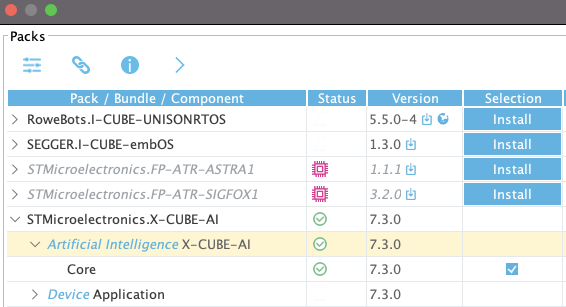 Packs
Pack / Bundle / Component Status Version Selection
RoweBots.I-CUBE-UNISONRTOS 5.5.0-4 Install
SEGGER.I-CUBE-embOS 1.3.0 Install
STMicroelectronics.FP-ATR-ASTRA1 1.1.1 Install
STMicroelectronics.FP-ATR-SIGFOX1 3.2.0 Install
STMicroelectronics.X-CUBE-AI 7.3.0
Artificial Intelligence X-CUBE-AI 7.3.0
Core 7.3.0
Device Application 7.3.0